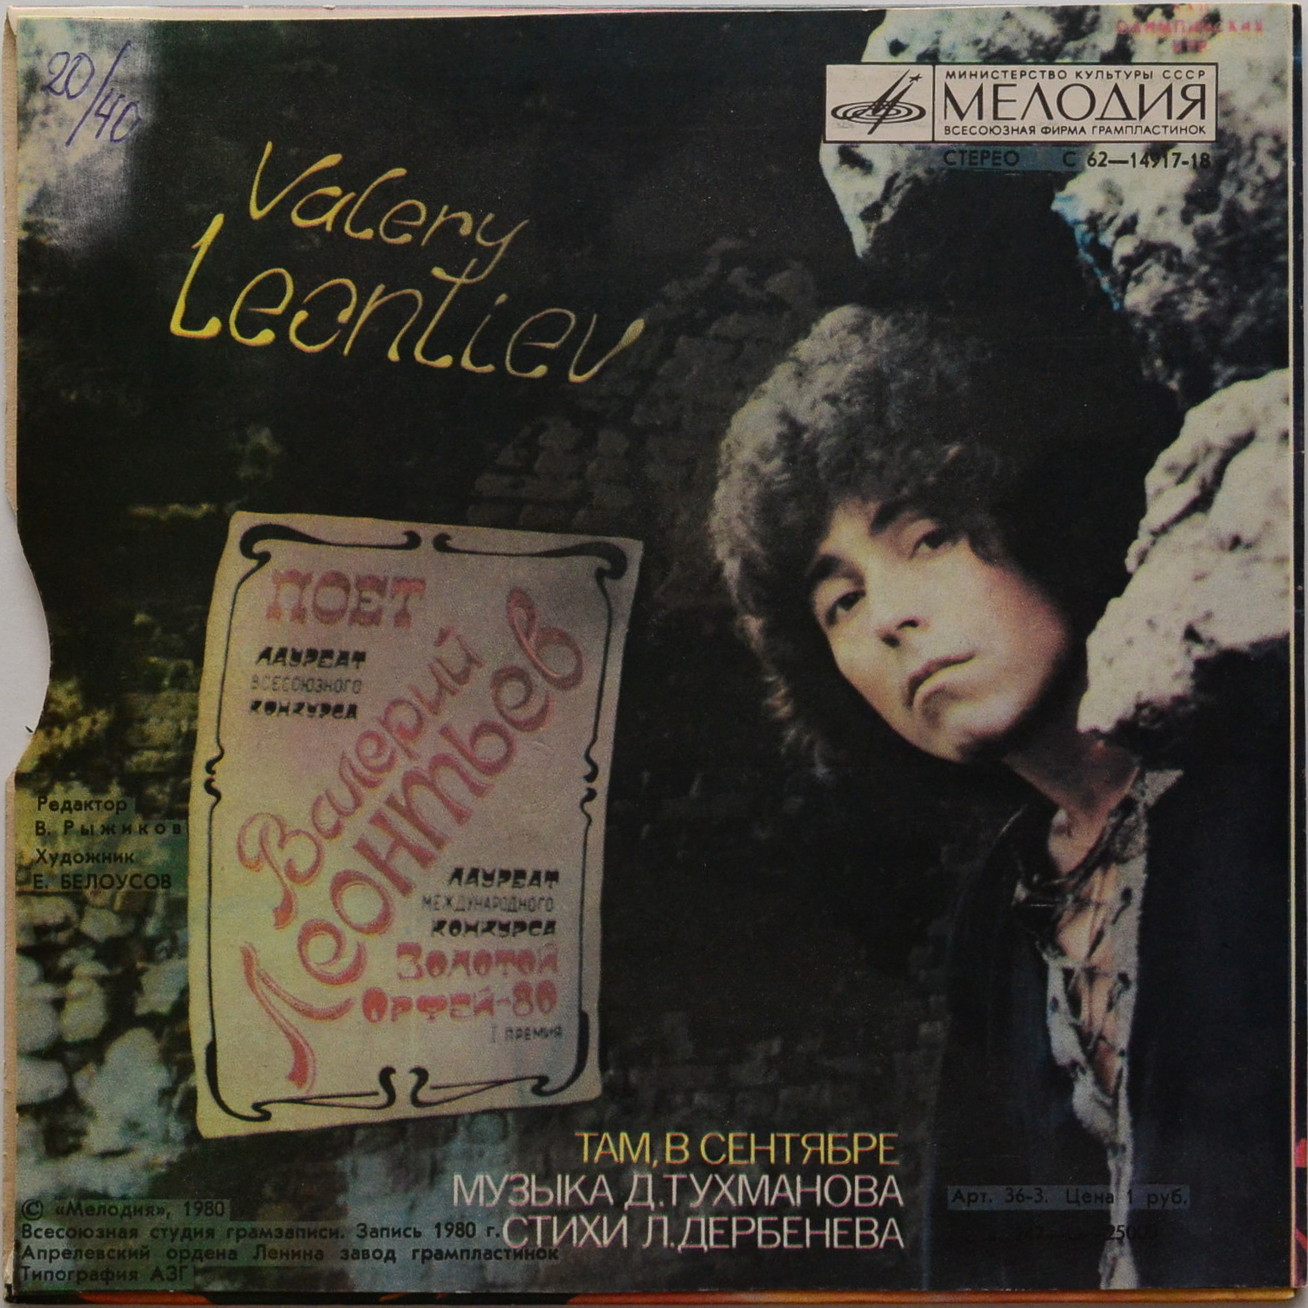 20/40
МИНИСТЕРСТВО КУЛЬТУРЫ СССР
МЕЛОДИЯ
ВСЕСОЮЗНАЯ ФИРМА ГРАМПЛАСТИНОК
СТЕРЕО С 62—14917-18
Valery
Leontiev
ПОЕТ
ЛАУРЕАТ
ВСЕСОЮЗНОГО
КОНКУРСА
Валерий
Леонтьев
ЛАУРЕАТ
МЕЖДУНАРОДНОГО
КОНКУРСА
ЗОЛОТОЙ
ОРФЕЙ-80
I ПРЕМИЯ
Редактор
В. Рыжиков
Художник
Е. БЕЛОУСОВ
ТАМ, В СЕНТЯБРЕ
МУЗЫКА Д.ТУХМАНОВА
СТИХИ Л.ДЕРБЕНЕВА
Арт. 36-3. Цена 1 руб.
© «Мелодия», 1980
Всесоюзная студия грамзаписи. Запись 1980 г.
Апрелевский ордена Ленина завод грампластинок
Типография АЗГ